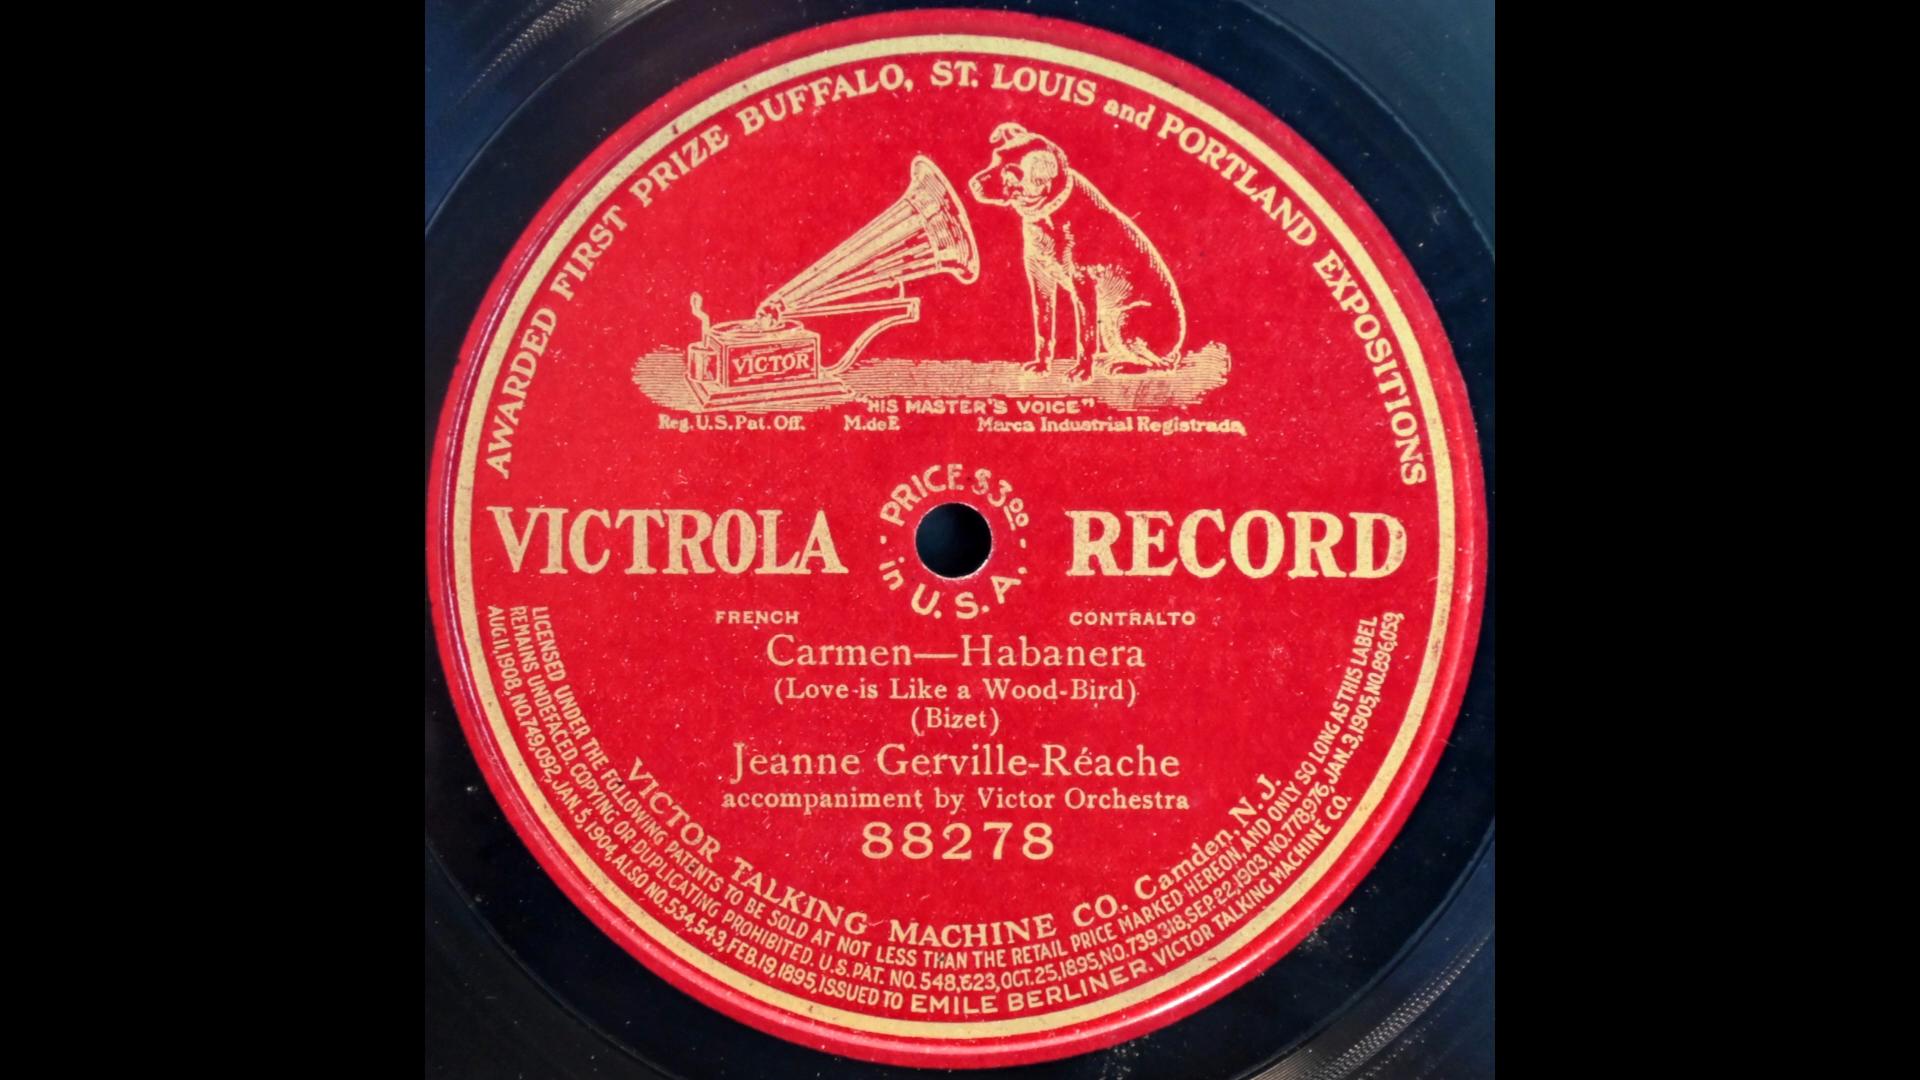 AWARDED FIRST PRIZE BUFFALO, ST. LOUIS and PORTLAND EXPOSITIONS
VICTOR
"HIS MASTER'S VOICE"
Reg. U.S. Pat. Off. M. de F. Marca Industrial Registrada
PRICE $3.00
VICTROLA RECORD
in U.S.A.
FRENCH CONTRALTO
Carmen—Habanera
(Love is Like a Wood-Bird)
(Bizet)
Jeanne Gerville-Réache
accompaniment by Victor Orchestra
88278
VICTOR TALKING MACHINE CO. Camden, N.J.
LICENSED UNDER THE FOLLOWING PATENTS TO BE SOLD AT NOT LESS THAN THE RETAIL PRICE MARKED HEREON, AND ONLY SO LONG AS THIS LABEL
REMAINS UNDEFACED. COPYING OR DUPLICATING PROHIBITED. U.S. PAT. NO. 548,623, OCT. 25, 1895, NO. 739,318, SEP. 22, 1903, NO. 778,976, JAN. 3, 1905, NO. 896,059,
AUG. 11, 1908, NO. 749,092, JAN. 5, 1904, ALSO NO. 534,543, FEB. 19, 1895, ISSUED TO EMILE BERLINER. VICTOR TALKING MACHINE CO.